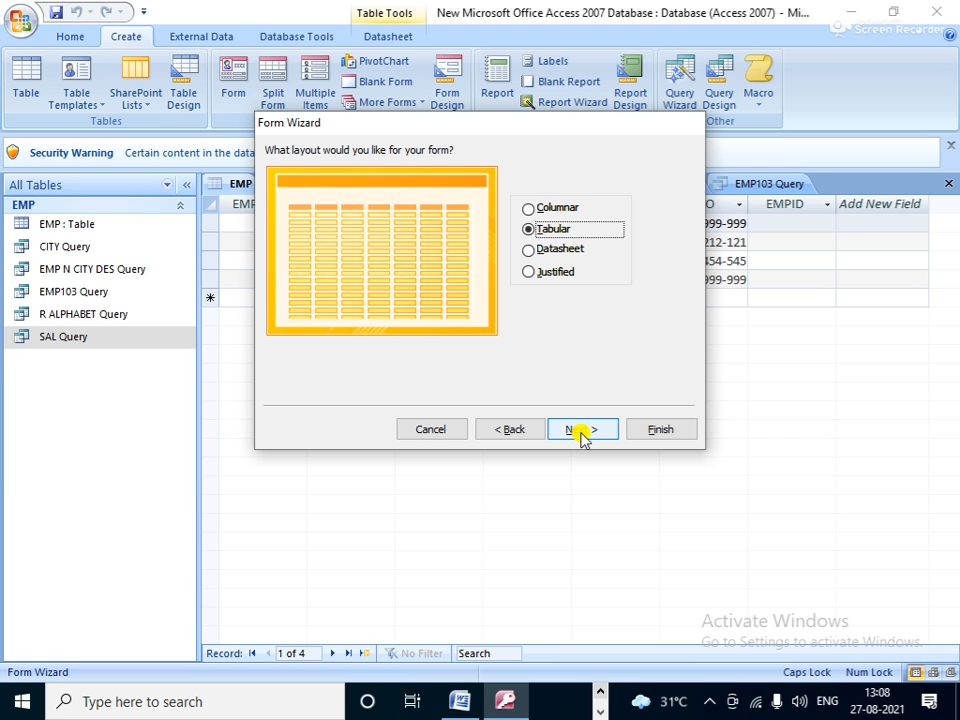 Table Tools
New Microsoft Office Access 2007 Database : Database (Access 2007) - Mi...
Screen Recorder
Home
Create
External Data
Database Tools
Datasheet
Table
Table Templates
SharePoint Lists
Table Design
Tables
Form
Split Form
Multiple Items
PivotChart
Blank Form
More Forms
Form Design
Report
Labels
Blank Report
Report Wizard
Report Design
Query Wizard
Query Design
Macro
Other
Security Warning
Certain content in the data
All Tables
EMP
EMP : Table
CITY Query
EMP N CITY DES Query
EMP103 Query
R ALPHABET Query
SAL Query
EMP
EMP103 Query
EMP
O
EMPID
Add New Field
999-999
212-121
454-545
999-999
Form Wizard
What layout would you like for your form?
Columnar
Tabular
Datasheet
Justified
Cancel
< Back
N >
Finish
Activate Windows
Go to Settings to activate Windows.
Record:
1 of 4
No Filter
Search
Form Wizard
Caps Lock
Num Lock
Type here to search
31°C
ENG
13:08
27-08-2021